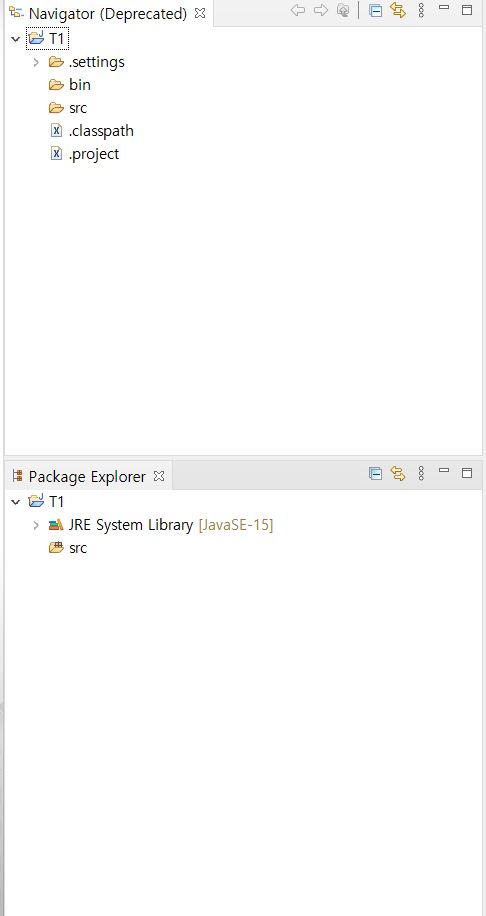 Navigator (Deprecated)
T1
.settings
bin
src
.classpath
.project
Package Explorer
T1
JRE System Library [JavaSE-15]
src